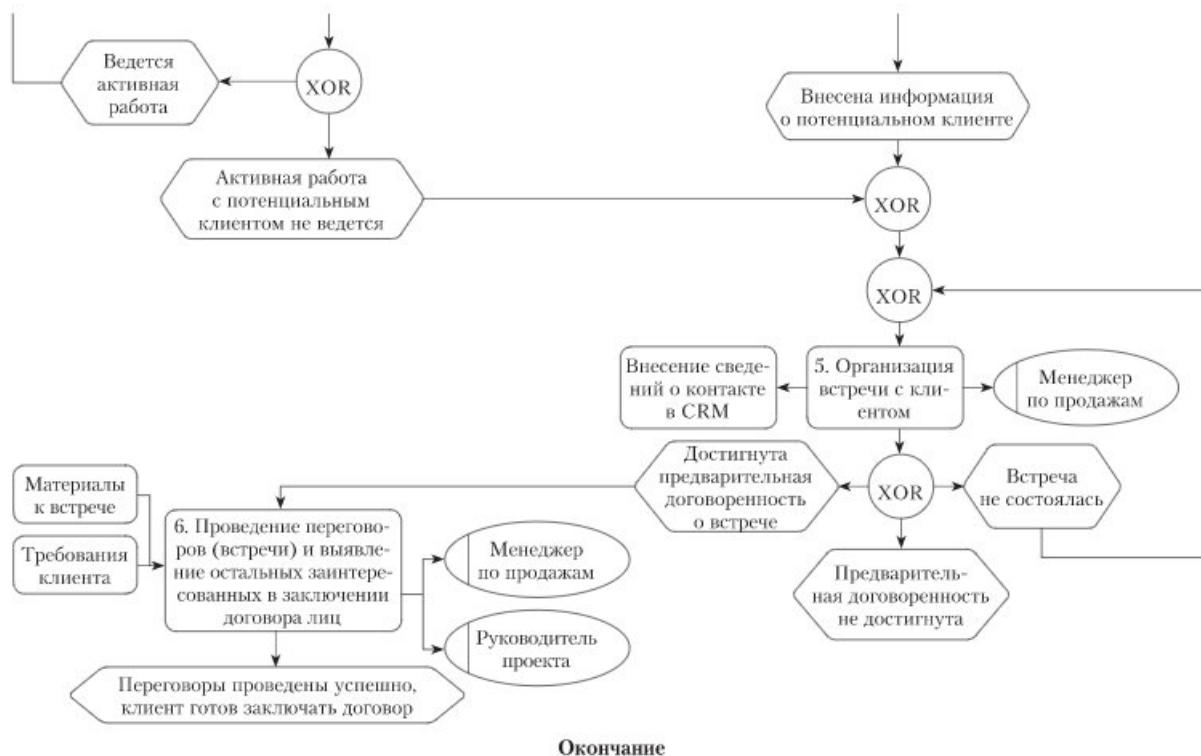 Ведется
активная
работа
XOR
Внесена информация
о потенциальном клиенте
Активная работа
с потенциальным
клиентом не ведется
XOR
XOR
Внесение сведе-
ний о контакте
в CRM
5. Организация
встречи с кли-
ентом
Менеджер
по продажам
Достигнута
предварительная
договоренность
о встрече
XOR
Встреча
не состоялась
Материалы
к встрече
Требования
клиента
6. Проведение перегово-
ров (встречи) и выявле-
ние остальных заинтере-
сованных в заключении
договора лиц
Менеджер
по продажам
Руководитель
проекта
Предваритель-
ная договоренность
не достигнута
Переговоры проведены успешно,
клиент готов заключать договор
Окончание